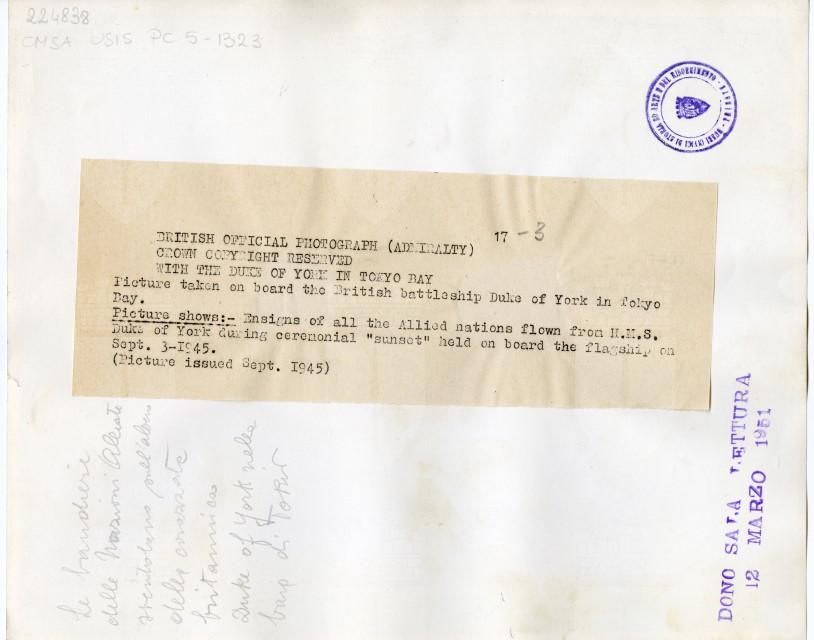 224838
CMSA USIS PC 5-1323
17 -3
BRITISH OFFICIAL PHOTOGRAPH (ADMIRALTY)
CROWN COPYRIGHT RESERVED
WITH THE DUKE OF YORK IN TOKYO BAY
Picture taken on board the British battleship Duke of York in Tokyo
Bay.
Picture shows:- Ensigns of all the Allied nations flown from H.M.S.
Duke of York during ceremonial "sunset" held on board the flagship on
Sept. 3-1945.
(Picture issued Sept. 1945)
Le bandiere
delle Nazioni Alleate
sventolano sull'albero
della corazzata
britannica
Duke of York nella
baia di Tokio
DONO SALA LETTURA
12 MARZO 1951